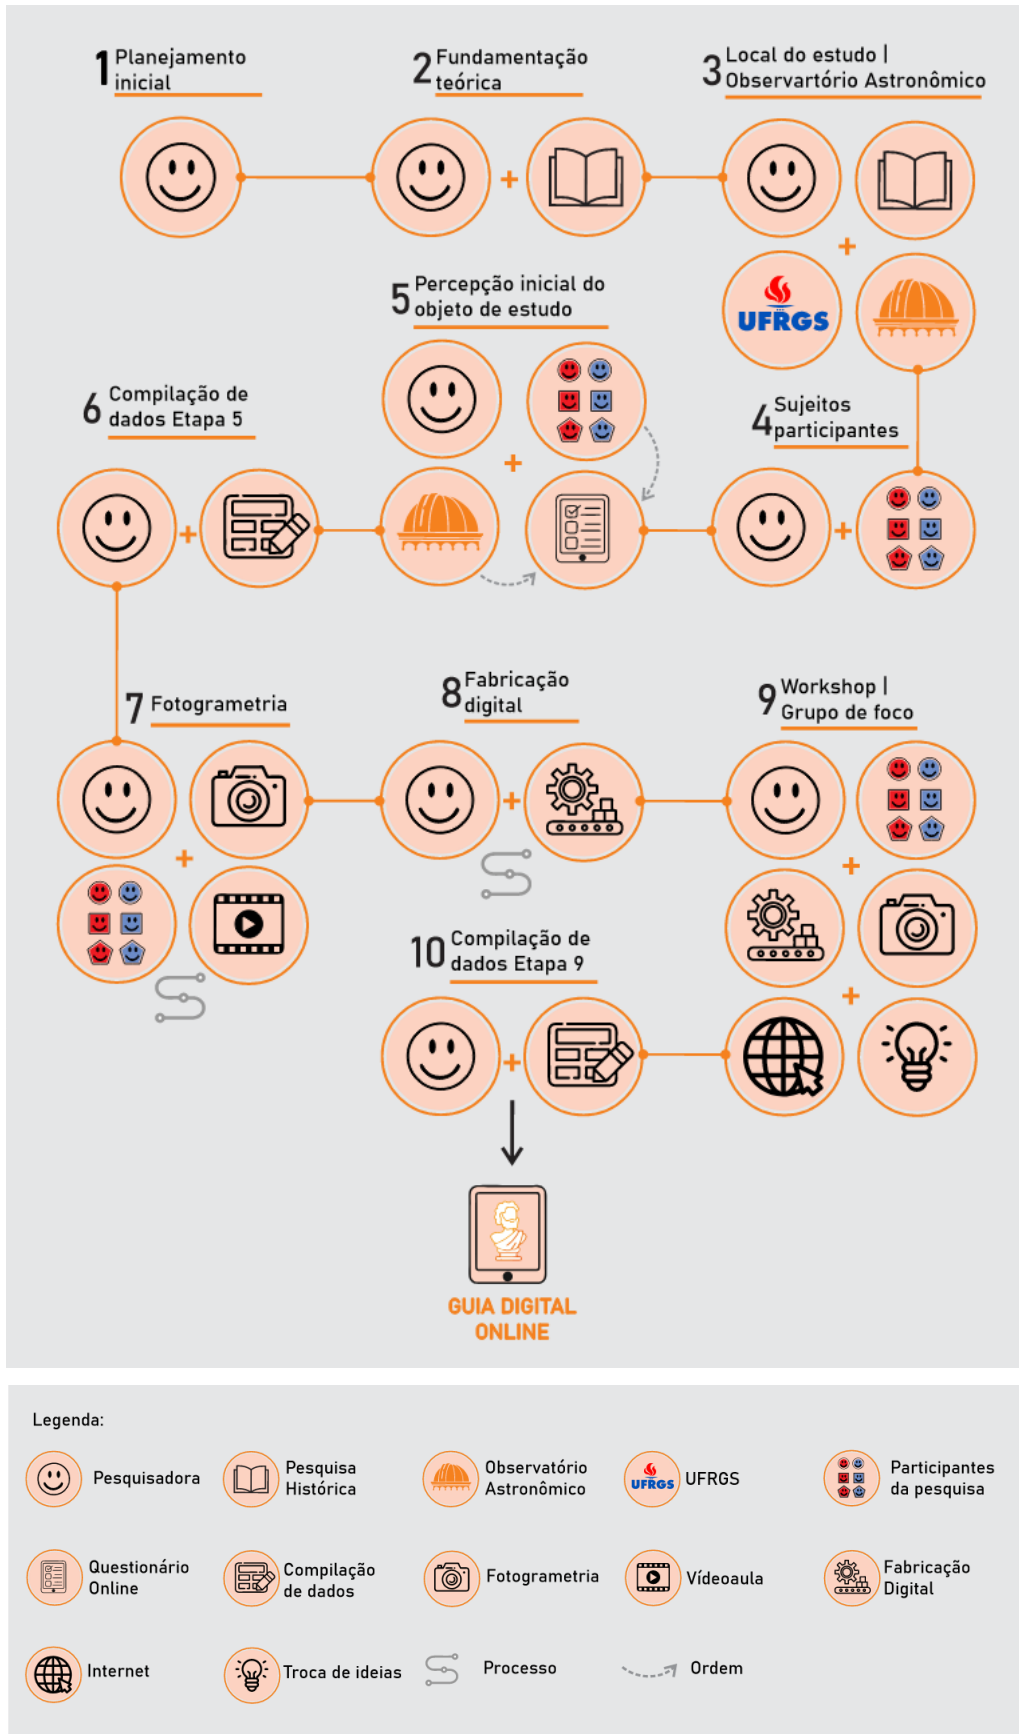 1 Planejamento
inicial
2 Fundamentação
teórica
3 Local do estudo |
Observartório Astronômico
UFRGS
4 Sujeitos
participantes
5 Percepção inicial do
objeto de estudo
6 Compilação de
dados Etapa 5
7 Fotogrametria
8 Fabricação
digital
9 Workshop |
Grupo de foco
10 Compilação de
dados Etapa 9
GUIA DIGITAL
ONLINE
Legenda:
Pesquisadora
Pesquisa
Histórica
Observatório
Astronômico
UFRGS
UFRGS
Participantes
da pesquisa
Questionário
Online
Compilação
de dados
Fotogrametria
Vídeoaula
Fabricação
Digital
Internet
Troca de ideias
Processo
Ordem